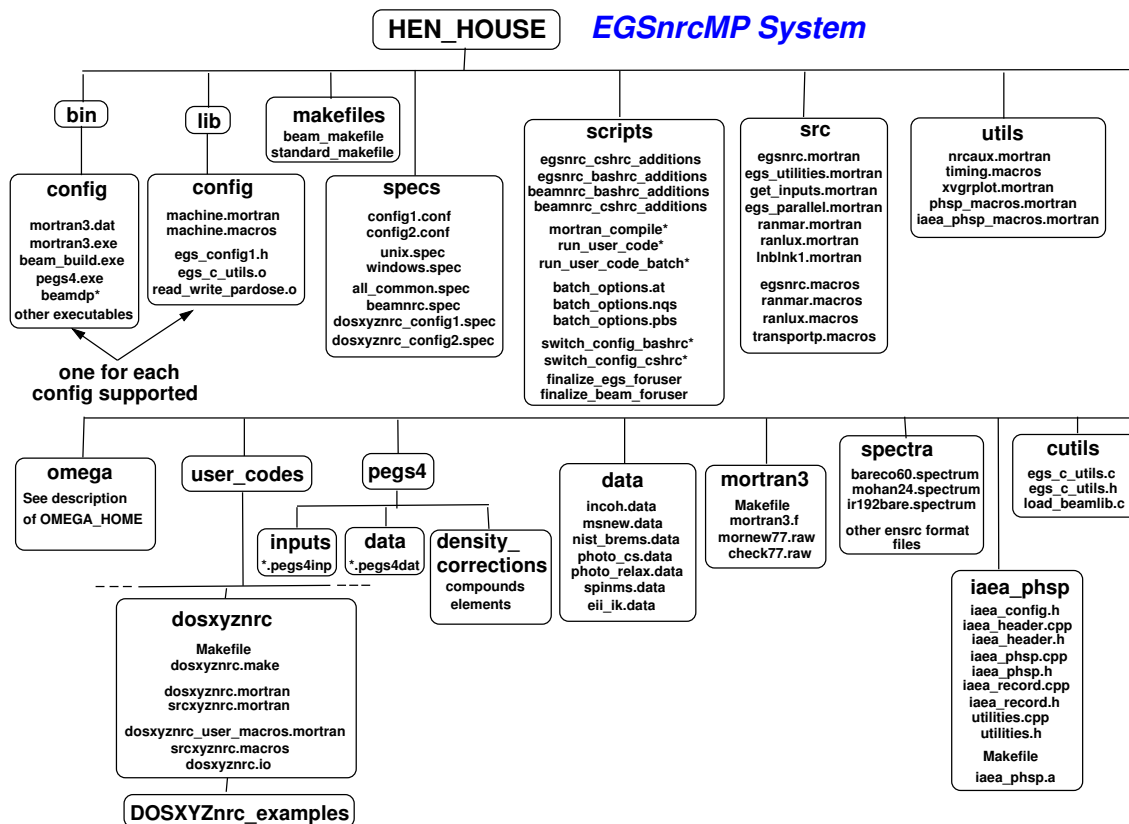 HEN_HOUSE
EGSnrcMP System
bin
config
mortran3.dat
mortran3.exe
beam_build.exe
pegs4.exe
beamdp*
other executables
lib
config
machine.mortran
machine.macros
egs_config1.h
egs_c_utils.o
read_write_pardose.o
one for each
config supported
makefiles
beam_makefile
standard_makefile
specs
config1.conf
config2.conf
unix.spec
windows.spec
all_common.spec
beamnrc.spec
dosxyznrc_config1.spec
dosxyznrc_config2.spec
scripts
egsnrc_cshrc_additions
egsnrc_bashrc_additions
beamnrc_bashrc_additions
beamnrc_cshrc_additions
mortran_compile*
run_user_code*
run_user_code_batch*
batch_options.at
batch_options.nqs
batch_options.pbs
switch_config_bashrc*
switch_config_cshrc*
finalize_egs_foruser
finalize_beam_foruser
src
egsnrc.mortran
egs_utilities.mortran
get_inputs.mortran
egs_parallel.mortran
ranmar.mortran
ranlux.mortran
lnblnk1.mortran
egsnrc.macros
ranmar.macros
ranlux.macros
transportp.macros
utils
nrcaux.mortran
timing.macros
xvgrplot.mortran
phsp_macros.mortran
iaea_phsp_macros.mortran
omega
See description
of OMEGA_HOME
user_codes
dosxyznrc
Makefile
dosxyznrc.make
dosxyznrc.mortran
srcxyznrc.mortran
dosxyznrc_user_macros.mortran
srcxyznrc.macros
dosxyznrc.io
DOSXYZnrc_examples
pegs4
inputs
*.pegs4inp
data
*.pegs4dat
density_
corrections
compounds
elements
data
incoh.data
msnew.data
nist_brems.data
photo_cs.data
photo_relax.data
spinms.data
eii_ik.data
mortran3
Makefile
mortran3.f
mornew77.raw
check77.raw
spectra
bareco60.spectrum
mohan24.spectrum
ir192bare.spectrum
other ensrc format
files
cutils
egs_c_utils.c
egs_c_utils.h
load_beamlib.c
iaea_phsp
iaea_config.h
iaea_header.cpp
iaea_header.h
iaea_phsp.cpp
iaea_phsp.h
iaea_record.cpp
iaea_record.h
utilities.cpp
utilities.h
Makefile
iaea_phsp.a